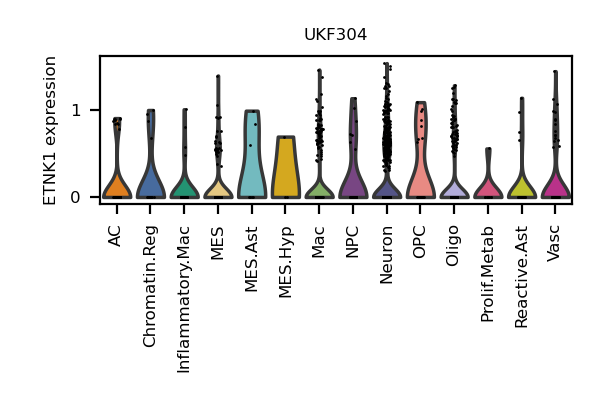 UKF304
ETNK1 expression
1
0
AC
Chromatin.Reg
Inflammatory.Mac
MES
MES.Ast
MES.Hyp
Mac
NPC
Neuron
OPC
Oligo
Prolif.Metab
Reactive.Ast
Vasc